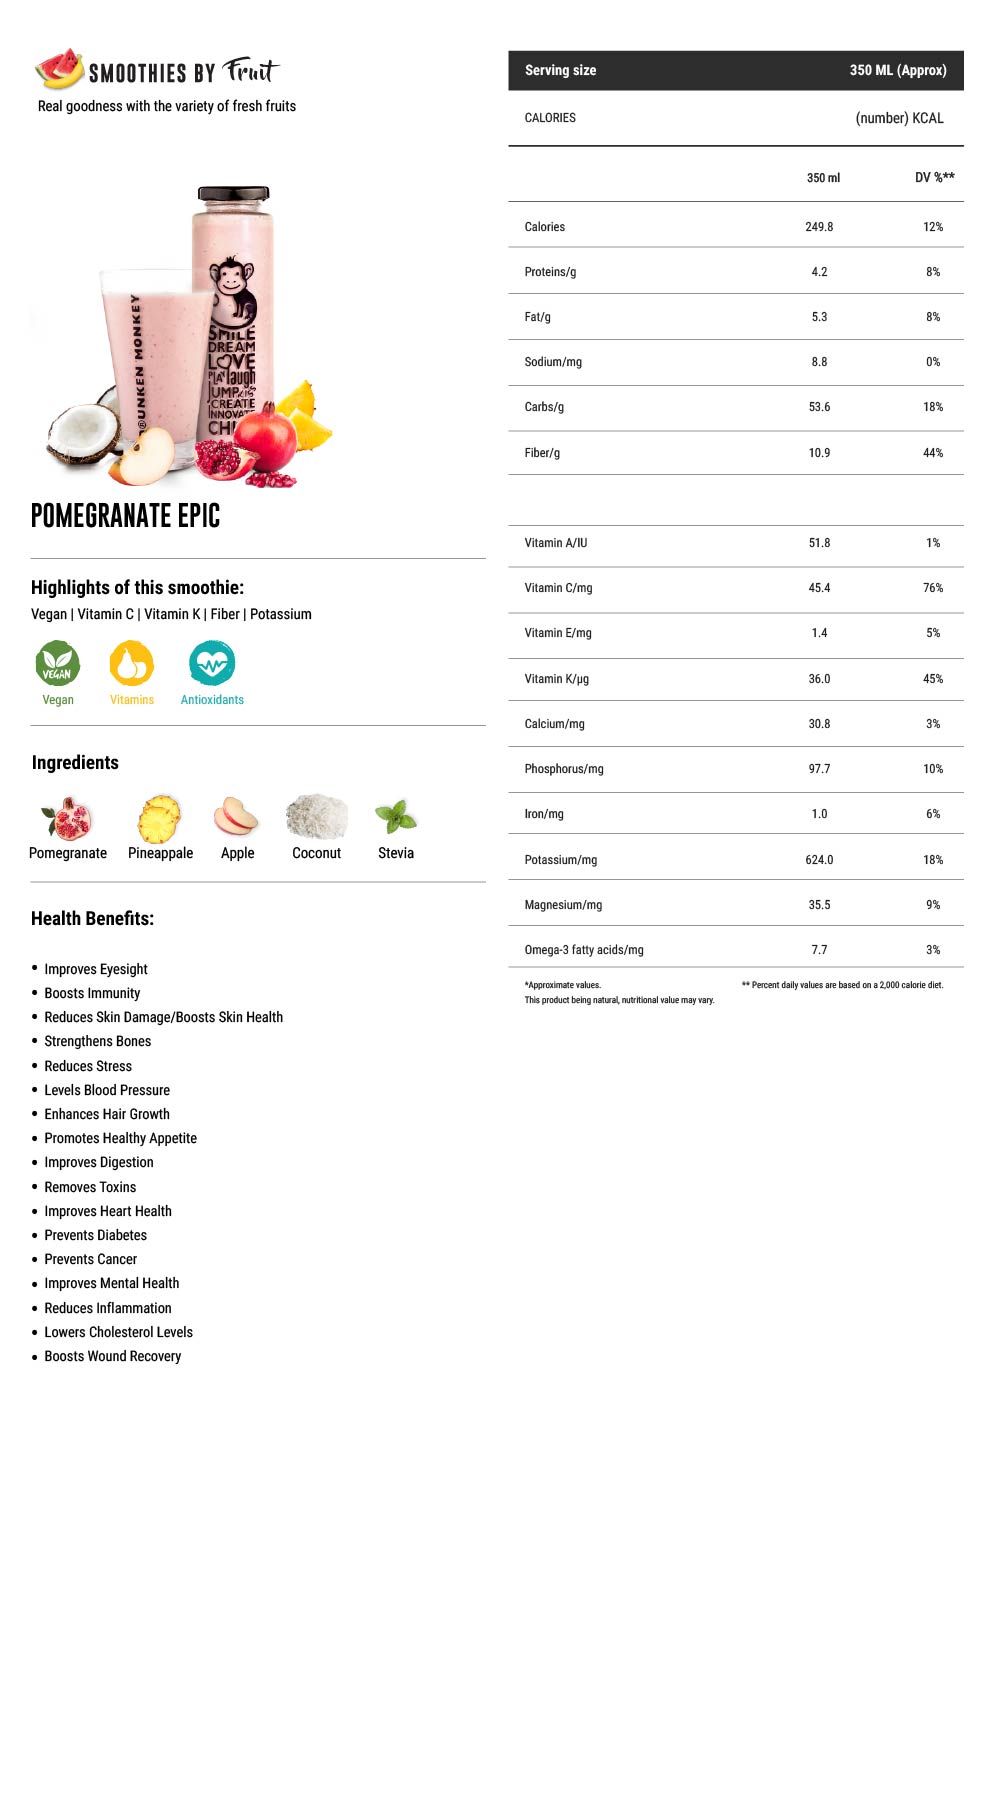 SMOOTHIES BY Fruit
Real goodness with the variety of fresh fruits
UNKEN MONKEY
SMILE
DREAM
LOVE
PLAY laugh
JUMP KISS
CREATE
INNOVATE
POMEGRANATE EPIC
Highlights of this smoothie:
Vegan | Vitamin C | Vitamin K | Fiber | Potassium
VEGAN
Vegan Vitamins Antioxidants
Ingredients
Pomegranate Pineappale Apple Coconut Stevia
Health Benefits:
• Improves Eyesight
• Boosts Immunity
• Reduces Skin Damage/Boosts Skin Health
• Strengthens Bones
• Reduces Stress
• Levels Blood Pressure
• Enhances Hair Growth
• Promotes Healthy Appetite
• Improves Digestion
• Removes Toxins
• Improves Heart Health
• Prevents Diabetes
• Prevents Cancer
• Improves Mental Health
• Reduces Inflammation
• Lowers Cholesterol Levels
• Boosts Wound Recovery
Serving size 350 ML (Approx)
CALORIES (number) KCAL
350 ml DV %**
Calories 249.8 12%
Proteins/g 4.2 8%
Fat/g 5.3 8%
Sodium/mg 8.8 0%
Carbs/g 53.6 18%
Fiber/g 10.9 44%
Vitamin A/IU 51.8 1%
Vitamin C/mg 45.4 76%
Vitamin E/mg 1.4 5%
Vitamin K/µg 36.0 45%
Calcium/mg 30.8 3%
Phosphorus/mg 97.7 10%
Iron/mg 1.0 6%
Potassium/mg 624.0 18%
Magnesium/mg 35.5 9%
Omega-3 fatty acids/mg 7.7 3%
*Approximate values. ** Percent daily values are based on a 2,000 calorie diet.
This product being natural, nutritional value may vary.